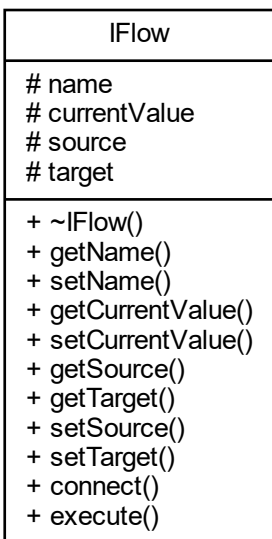 IFlow
# name
# currentValue
# source
# target
+ ~IFlow()
+ getName()
+ setName()
+ getCurrentValue()
+ setCurrentValue()
+ getSource()
+ getTarget()
+ setSource()
+ setTarget()
+ connect()
+ execute()